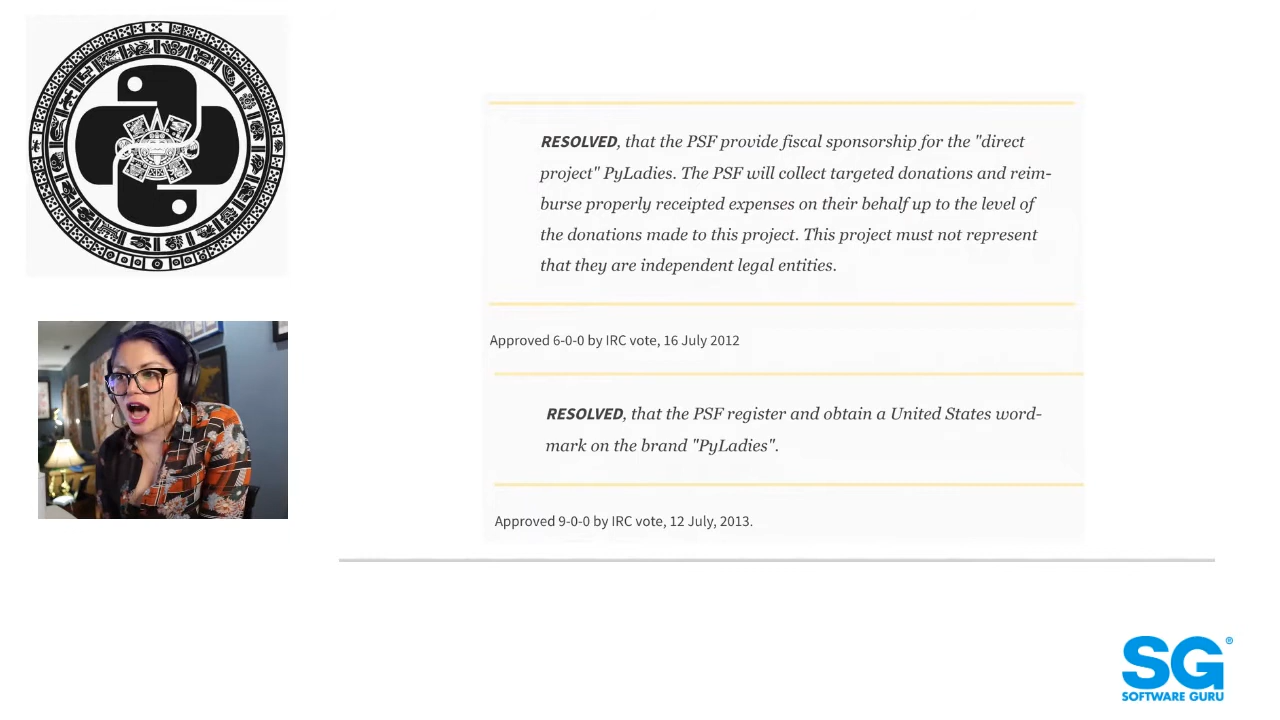 RESOLVED, that the PSF provide fiscal sponsorship for the "direct
project" PyLadies. The PSF will collect targeted donations and reim-
burse properly receipted expenses on their behalf up to the level of
the donations made to this project. This project must not represent
that they are independent legal entities.
Approved 6-0-0 by IRC vote, 16 July 2012
RESOLVED, that the PSF register and obtain a United States word-
mark on the brand "PyLadies".
Approved 9-0-0 by IRC vote, 12 July, 2013.
SG®
SOFTWARE GURU